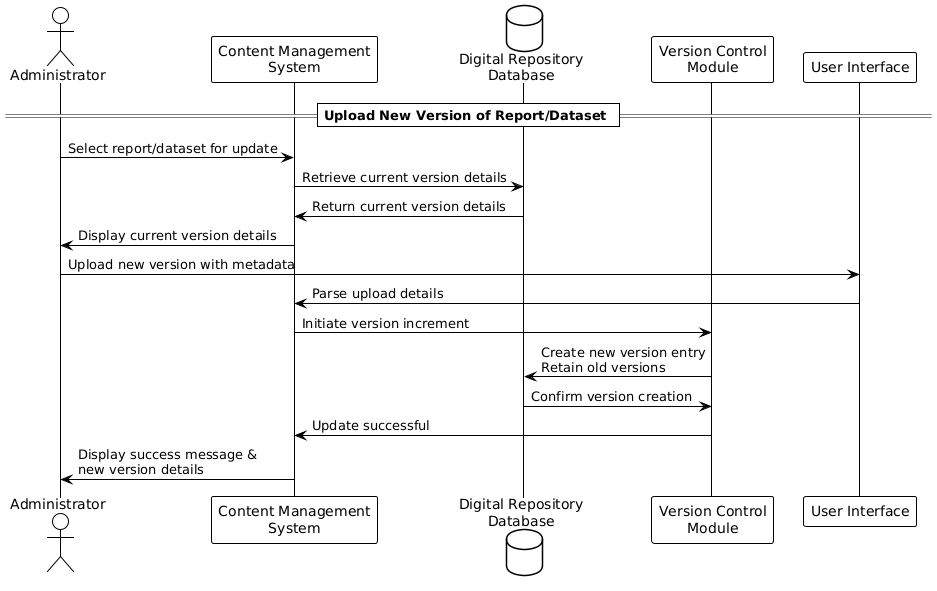 Administrator
Content Management
System
Digital Repository
Database
Version Control
Module
User Interface
Upload New Version of Report/Dataset
Select report/dataset for update
Retrieve current version details
Return current version details
Display current version details
Upload new version with metadata
Parse upload details
Initiate version increment
Create new version entry
Retain old versions
Confirm version creation
Update successful
Display success message &
new version details
Administrator
Content Management
System
Digital Repository
Database
Version Control
Module
User Interface